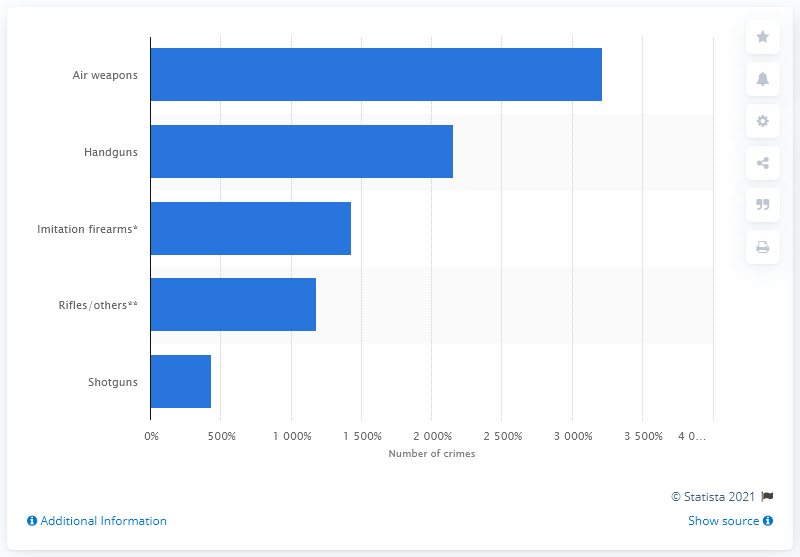 Air weapons
Handguns
Imitation firearms*
Rifles/others**
Shotguns
0% 500% 1 000% 1 500% 2 000% 2 500% 3 000% 3 500% 4 0...
Number of crimes
© Statista 2021
Additional Information
Show source